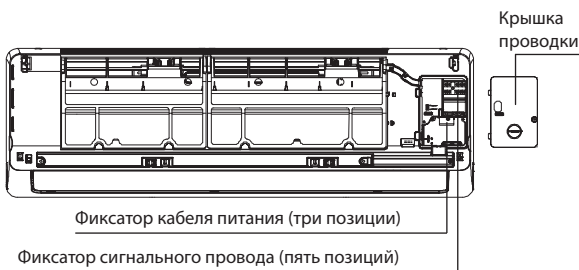 Крышка
проводки
Фиксатор кабеля питания (три позиции)
Фиксатор сигнального провода (пять позиций)